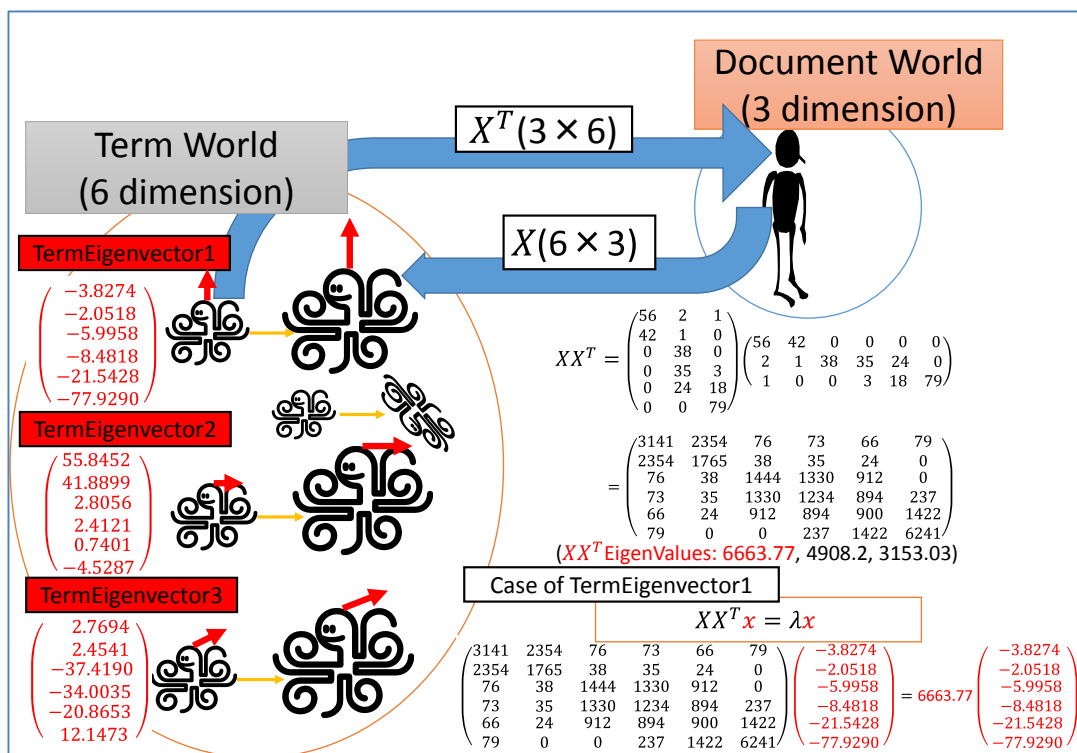 Document World
(3 dimension)
X^T(3 × 6)
Term World
(6 dimension)
X(6 × 3)
TermEigenvector1
−3.8274
−2.0518
−5.9958
−8.4818
−21.5428
−77.9290
TermEigenvector2
55.8452
41.8899
2.8056
2.4121
0.7401
−4.5287
TermEigenvector3
2.7694
2.4541
−37.4190
−34.0035
−20.8653
12.1473
XX^T =
56 2 1
42 1 0
0 38 0
0 35 3
0 24 18
0 0 79
56 42 0 0 0 0
2 1 38 35 24 0
1 0 0 3 18 79
=
3141 2354 76 73 66 79
2354 1765 38 35 24 0
76 38 1444 1330 912 0
73 35 1330 1234 894 237
66 24 912 894 900 1422
79 0 0 237 1422 6241
(XX^T EigenValues: 6663.77, 4908.2, 3153.03)
Case of TermEigenvector1
XX^T x = λx
3141 2354 76 73 66 79
2354 1765 38 35 24 0
76 38 1444 1330 912 0
73 35 1330 1234 894 237
66 24 912 894 900 1422
79 0 0 237 1422 6241
−3.8274
−2.0518
−5.9958
−8.4818
−21.5428
−77.9290
= 6663.77
−3.8274
−2.0518
−5.9958
−8.4818
−21.5428
−77.9290